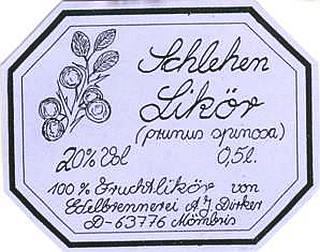 Schlehen
Likör
(prunus spinosa)
20% Vol 0,5l.
100% Fruchtlikör von
Edelbrennerei A+J Dirker
D-63776 Mömbris